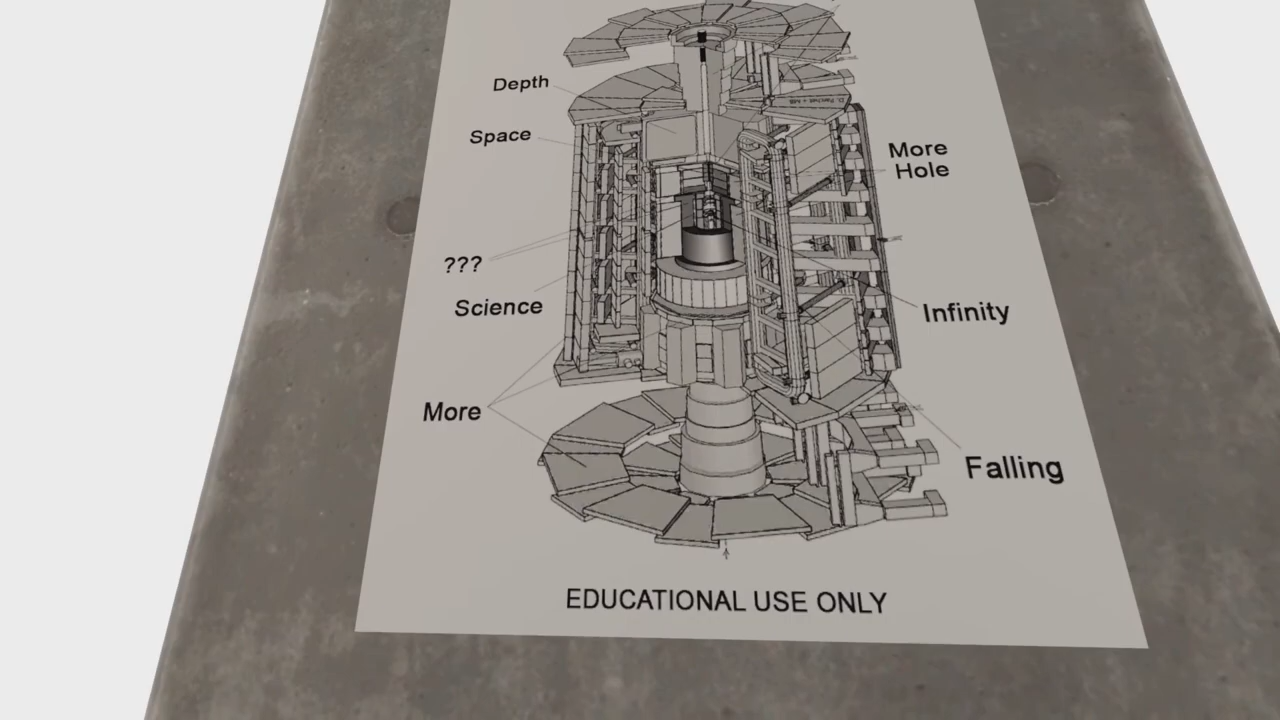 Depth
Space
More
Hole
???
Science
Infinity
More
Falling
EDUCATIONAL USE ONLY